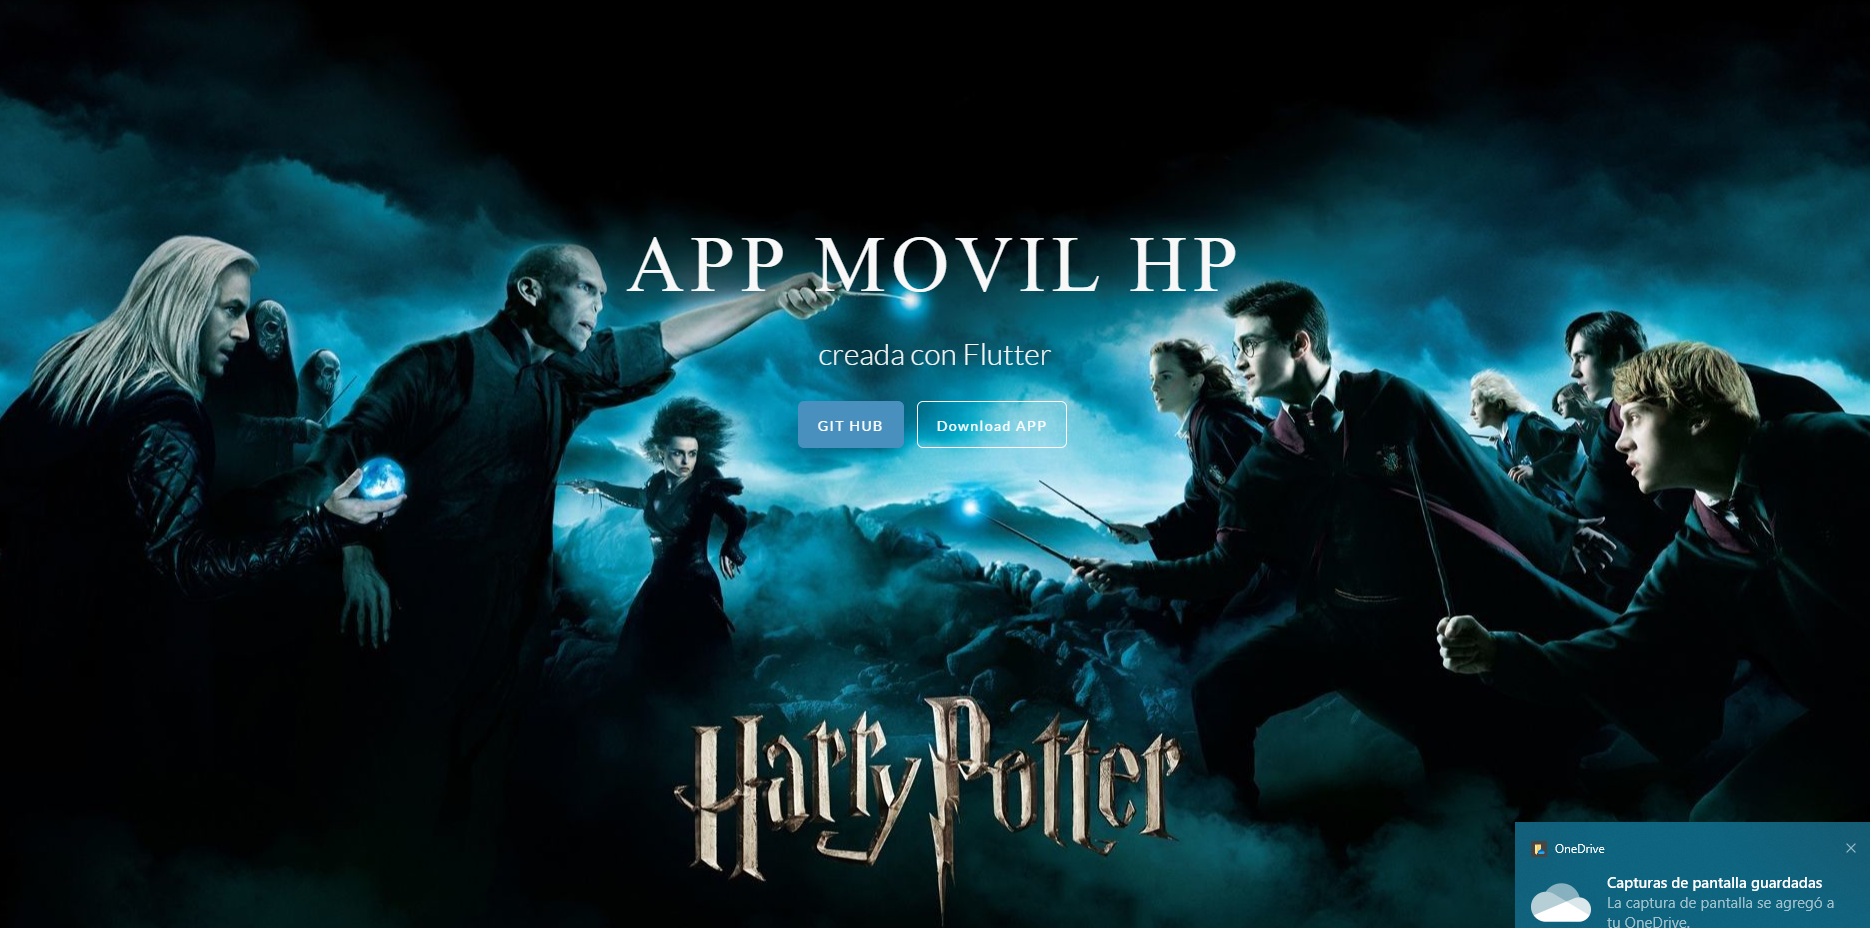 APP MOVIL HP
creada con Flutter
GIT HUB
Download APP
Harry Potter
OneDrive
Capturas de pantalla guardadas
La captura de pantalla se agregó a
tu OneDrive.